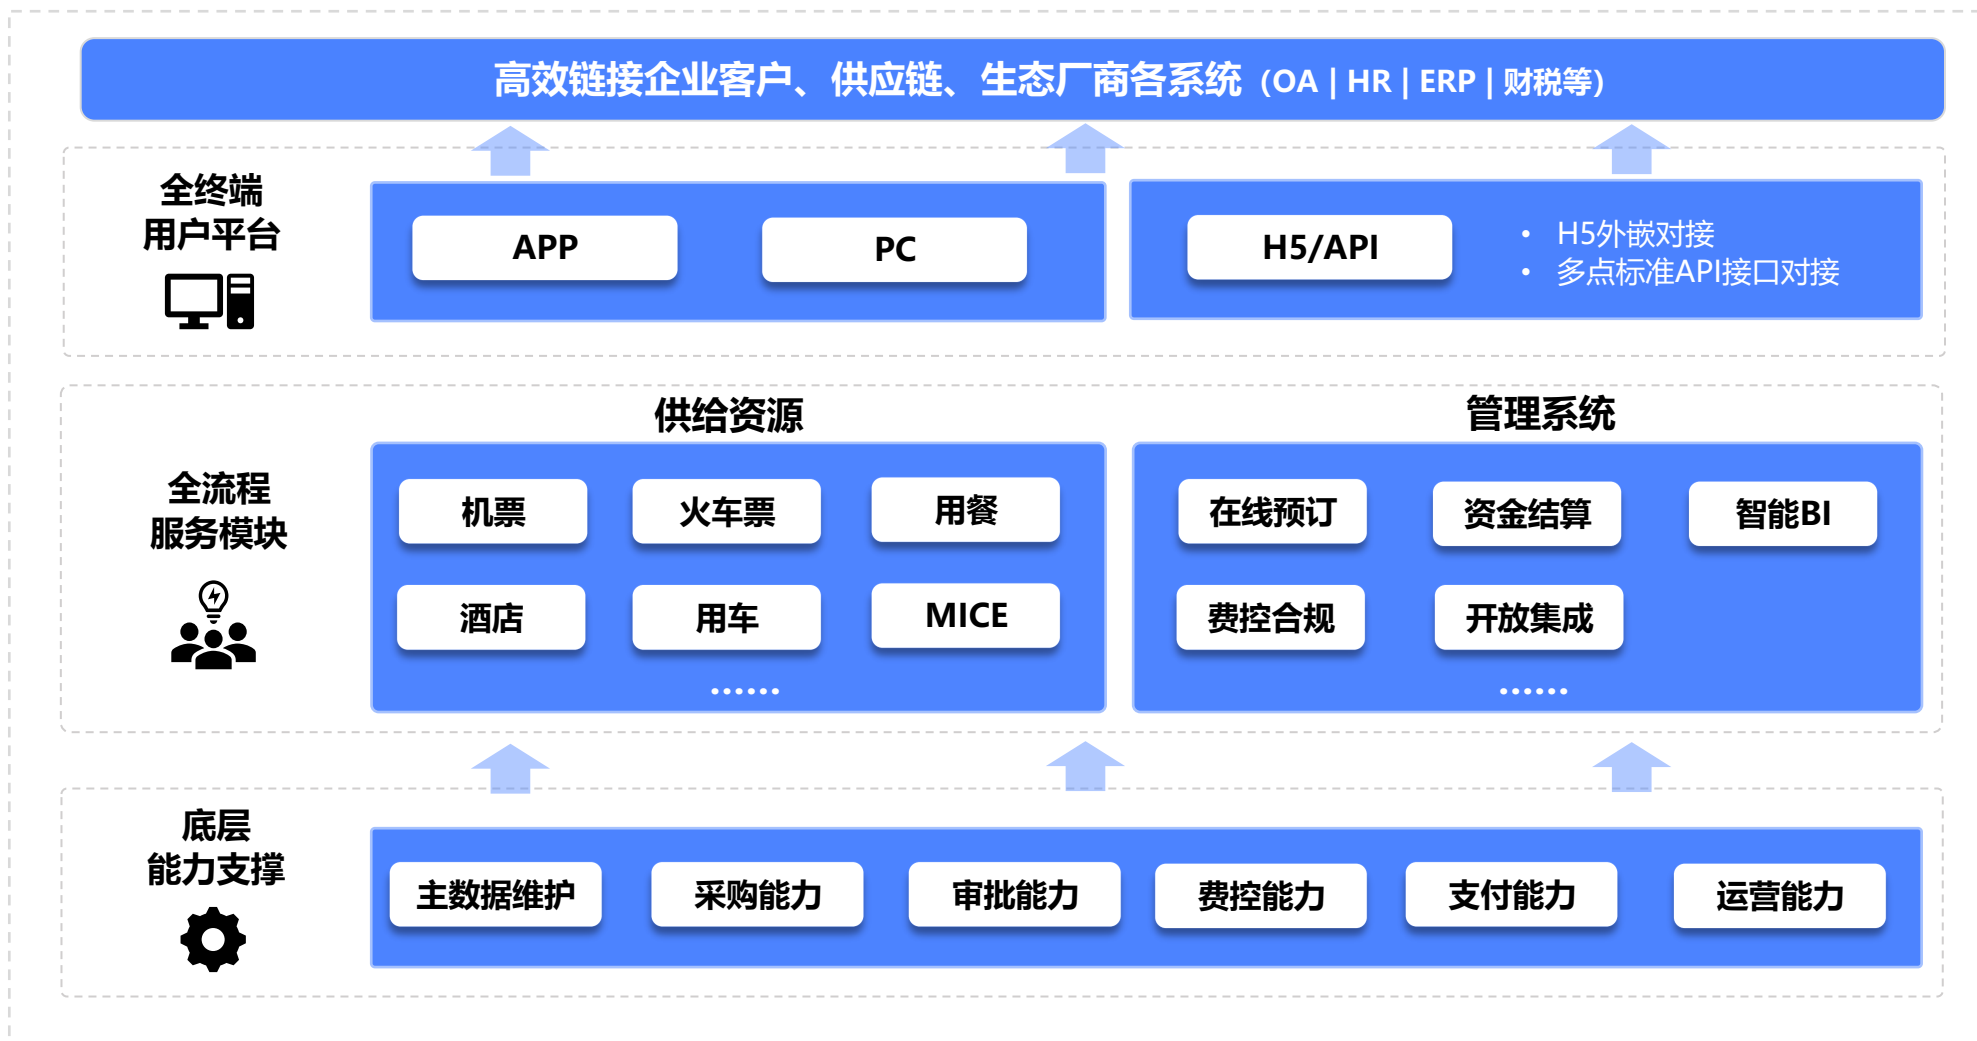 高效链接企业客户、供应链、生态厂商各系统（OA | HR | ERP | 财税等）
全终端
用户平台
APP
PC
H5/API
• H5外嵌对接
• 多点标准API接口对接
全流程
服务模块
供给资源
机票
火车票
用餐
酒店
用车
MICE
......
管理系统
在线预订
资金结算
智能BI
费控合规
开放集成
......
底层
能力支撑
主数据维护
采购能力
审批能力
费控能力
支付能力
运营能力